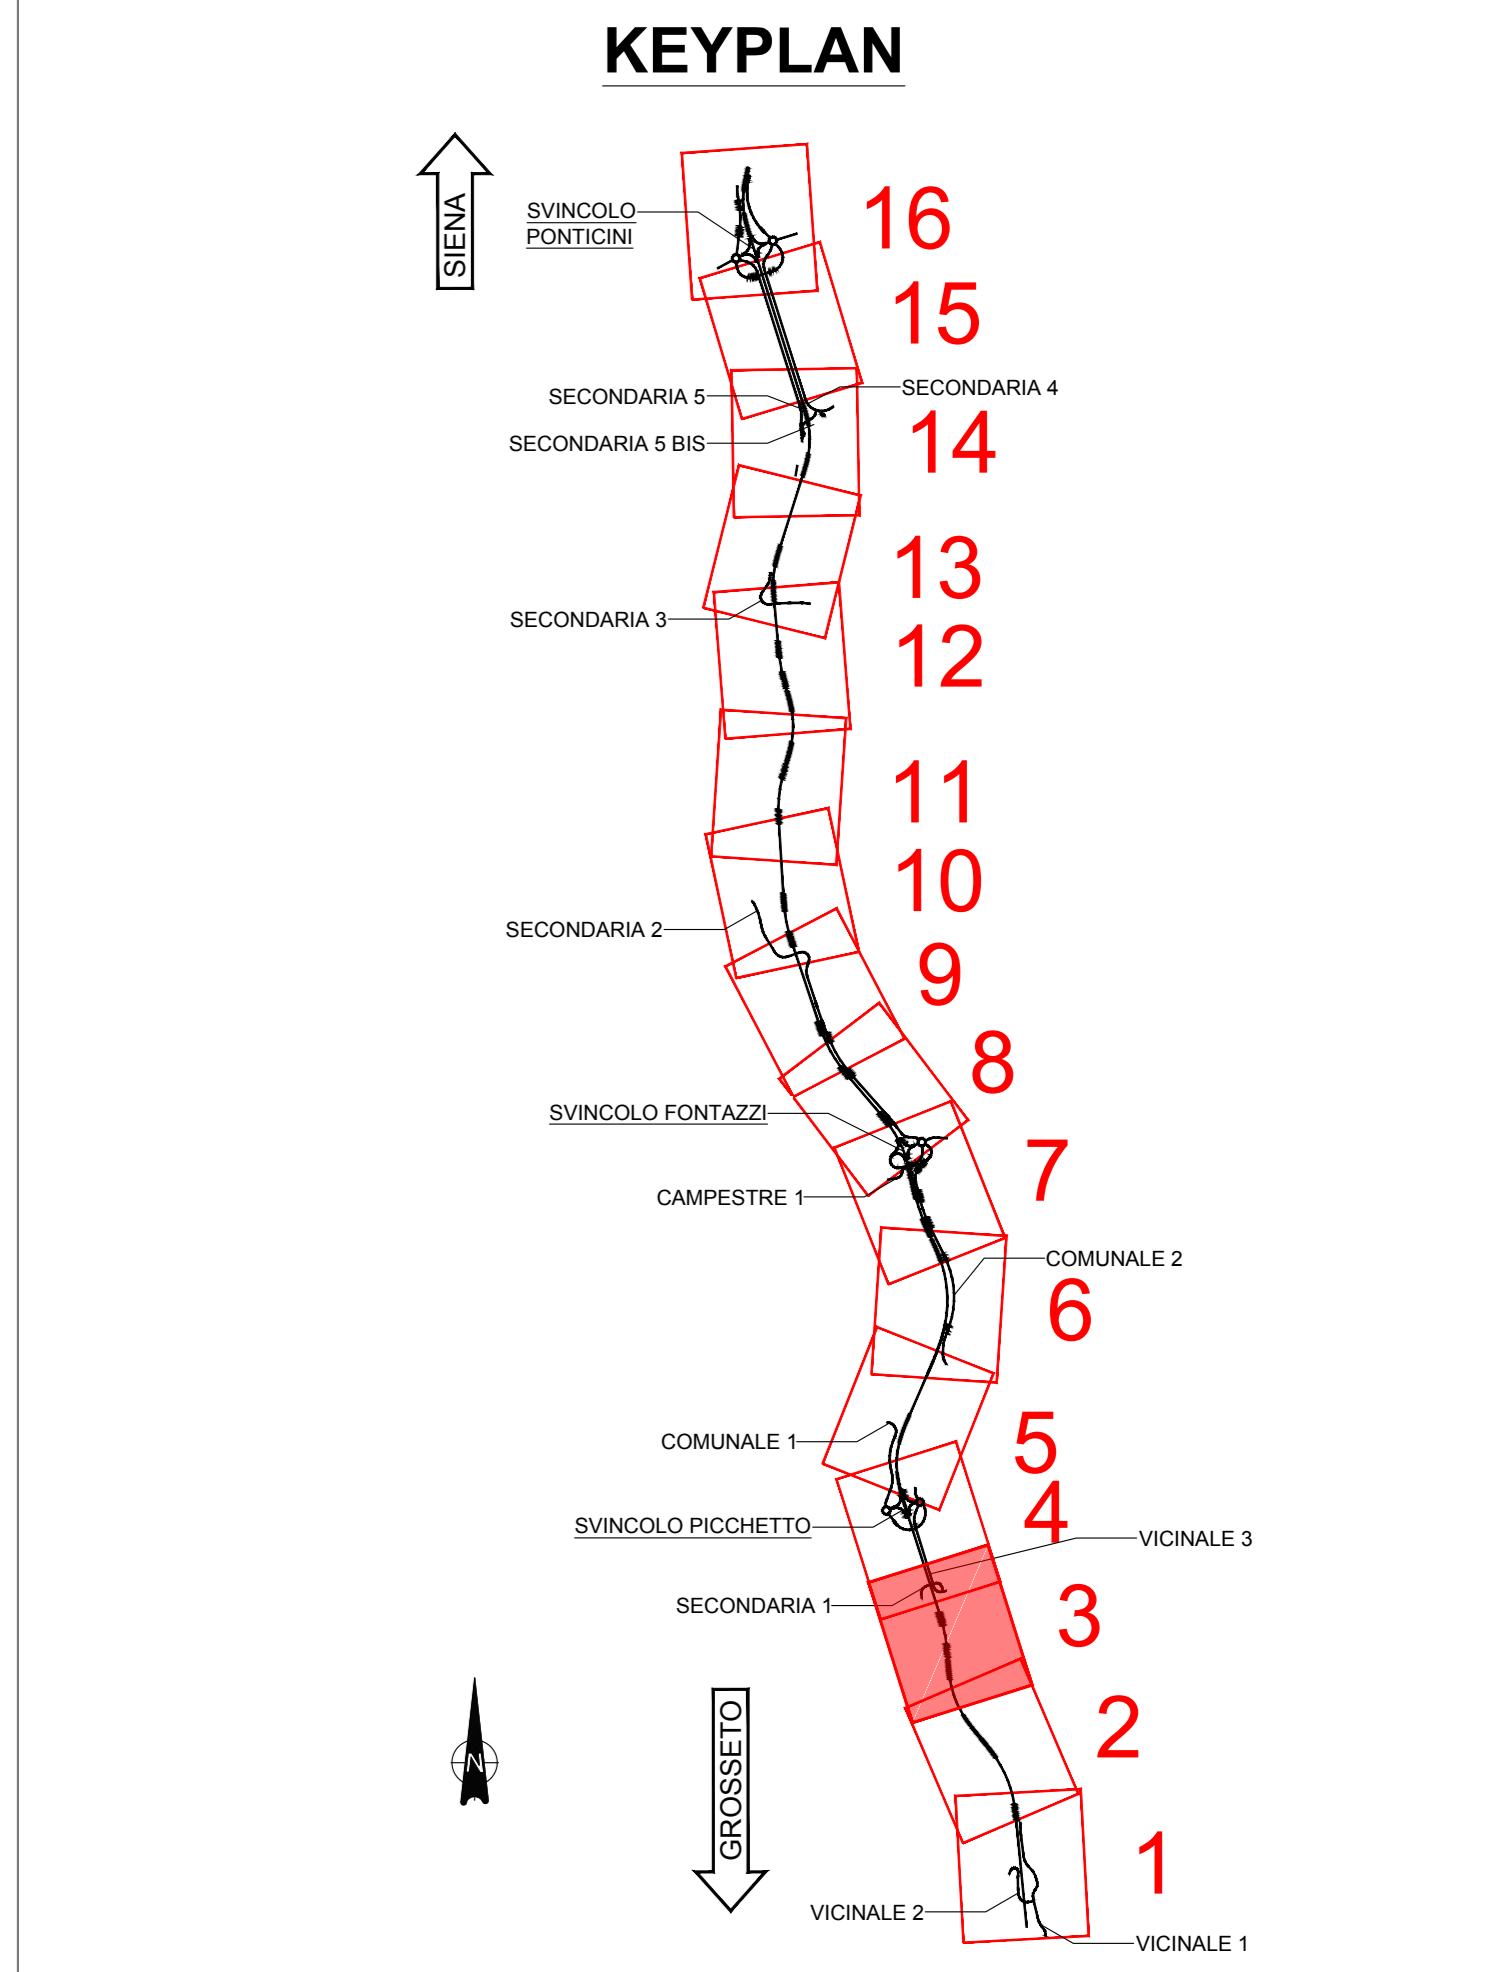 KEYPLAN
SIENA
SVINCOLO
PONTICINI
16
15
SECONDARIA 5
SECONDARIA 4
SECONDARIA 5 BIS
14
13
SECONDARIA 3
12
11
10
SECONDARIA 2
9
8
SVINCOLO FONTAZZI
7
CAMPESTRE 1
COMUNALE 2
6
COMUNALE 1
5
4
SVINCOLO PICCHETTO
VICINALE 3
SECONDARIA 1
3
2
N
GROSSETO
1
VICINALE 2
VICINALE 1